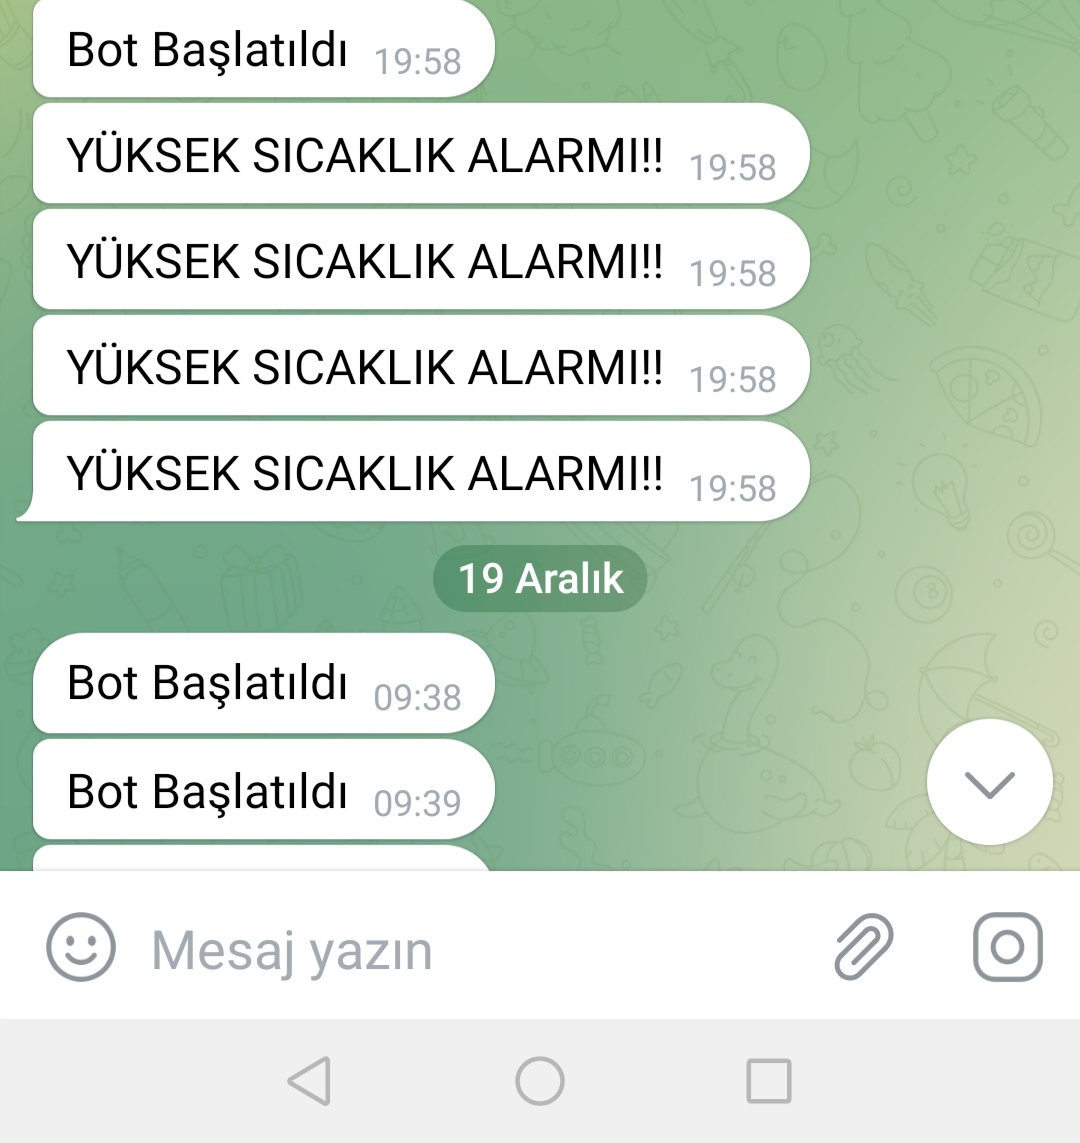 Bot Başlatıldı 19:58
YÜKSEK SICAKLIK ALARMI!! 19:58
YÜKSEK SICAKLIK ALARMI!! 19:58
YÜKSEK SICAKLIK ALARMI!! 19:58
YÜKSEK SICAKLIK ALARMI!! 19:58
19 Aralık
Bot Başlatıldı 09:38
Bot Başlatıldı 09:39
Mesaj yazın